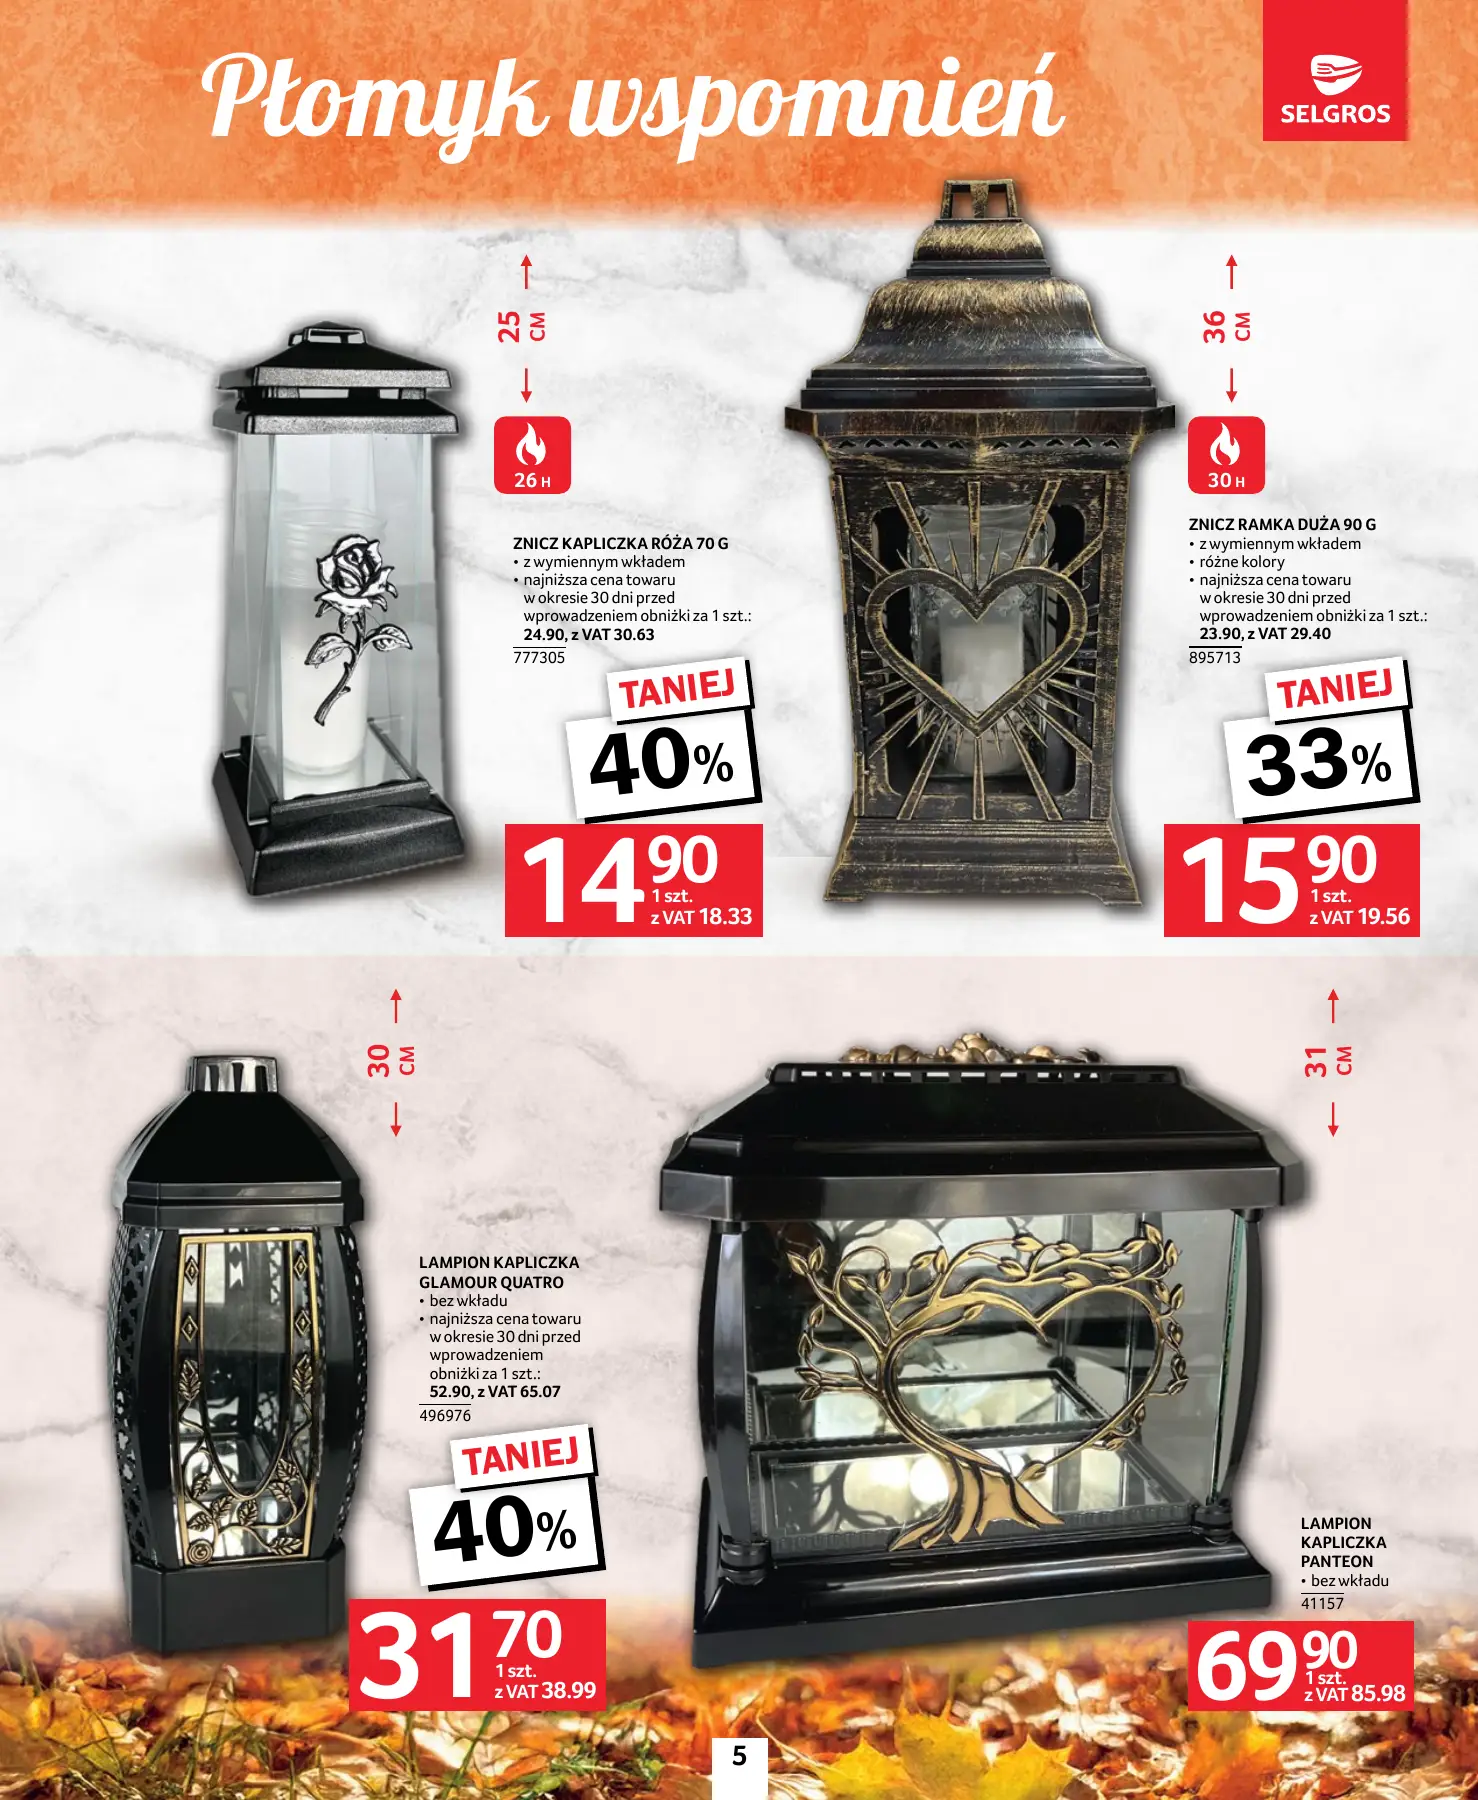 Płomyk wspomnień
SELGROS
25
CM
26 H
ZNICZ KAPLICZKA RÓŻA 70 G
• z wymiennym wkładem
• najniższa cena towaru
w okresie 30 dni przed
wprowadzeniem obniżki za 1 szt.:
24.90, z VAT 30.63
777305
TANIEJ
40%
14 90
1 szt.
z VAT 18.33
36
CM
30 H
ZNICZ RAMKA DUŻA 90 G
• z wymiennym wkładem
• różne kolory
• najniższa cena towaru
w okresie 30 dni przed
wprowadzeniem obniżki za 1 szt.:
23.90, z VAT 29.40
895713
TANIEJ
33%
15 90
1 szt.
z VAT 19.56
30
CM
LAMPION KAPLICZKA
GLAMOUR QUATRO
• bez wkładu
• najniższa cena towaru
w okresie 30 dni przed
wprowadzeniem
obniżki za 1 szt.:
52.90, z VAT 65.07
496976
TANIEJ
40%
31 70
1 szt.
z VAT 38.99
31
CM
LAMPION
KAPLICZKA
PANTEON
• bez wkładu
41157
69 90
1 szt.
z VAT 85.98
5